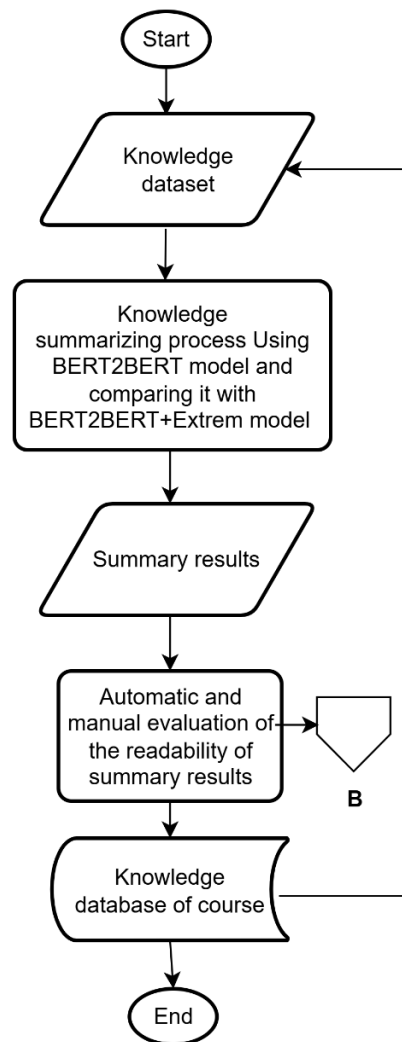 Start
Knowledge
dataset
Knowledge
summarizing process Using
BERT2BERT model and
comparing it with
BERT2BERT+Extrem model
Summary results
Automatic and
manual evaluation of
the readability of
summary results
B
Knowledge
database of course
End